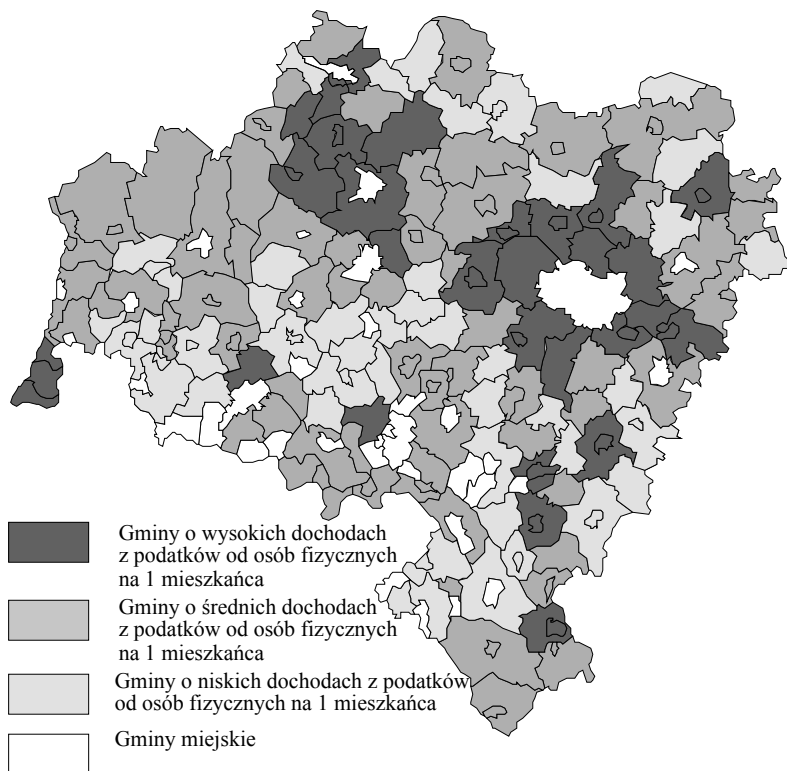 Gminy o wysokich dochodach
z podatków od osób fizycznych
na 1 mieszkańca
Gminy o średnich dochodach
z podatków od osób fizycznych
na 1 mieszkańca
Gminy o niskich dochodach z podatków
od osób fizycznych na 1 mieszkańca
Gminy miejskie